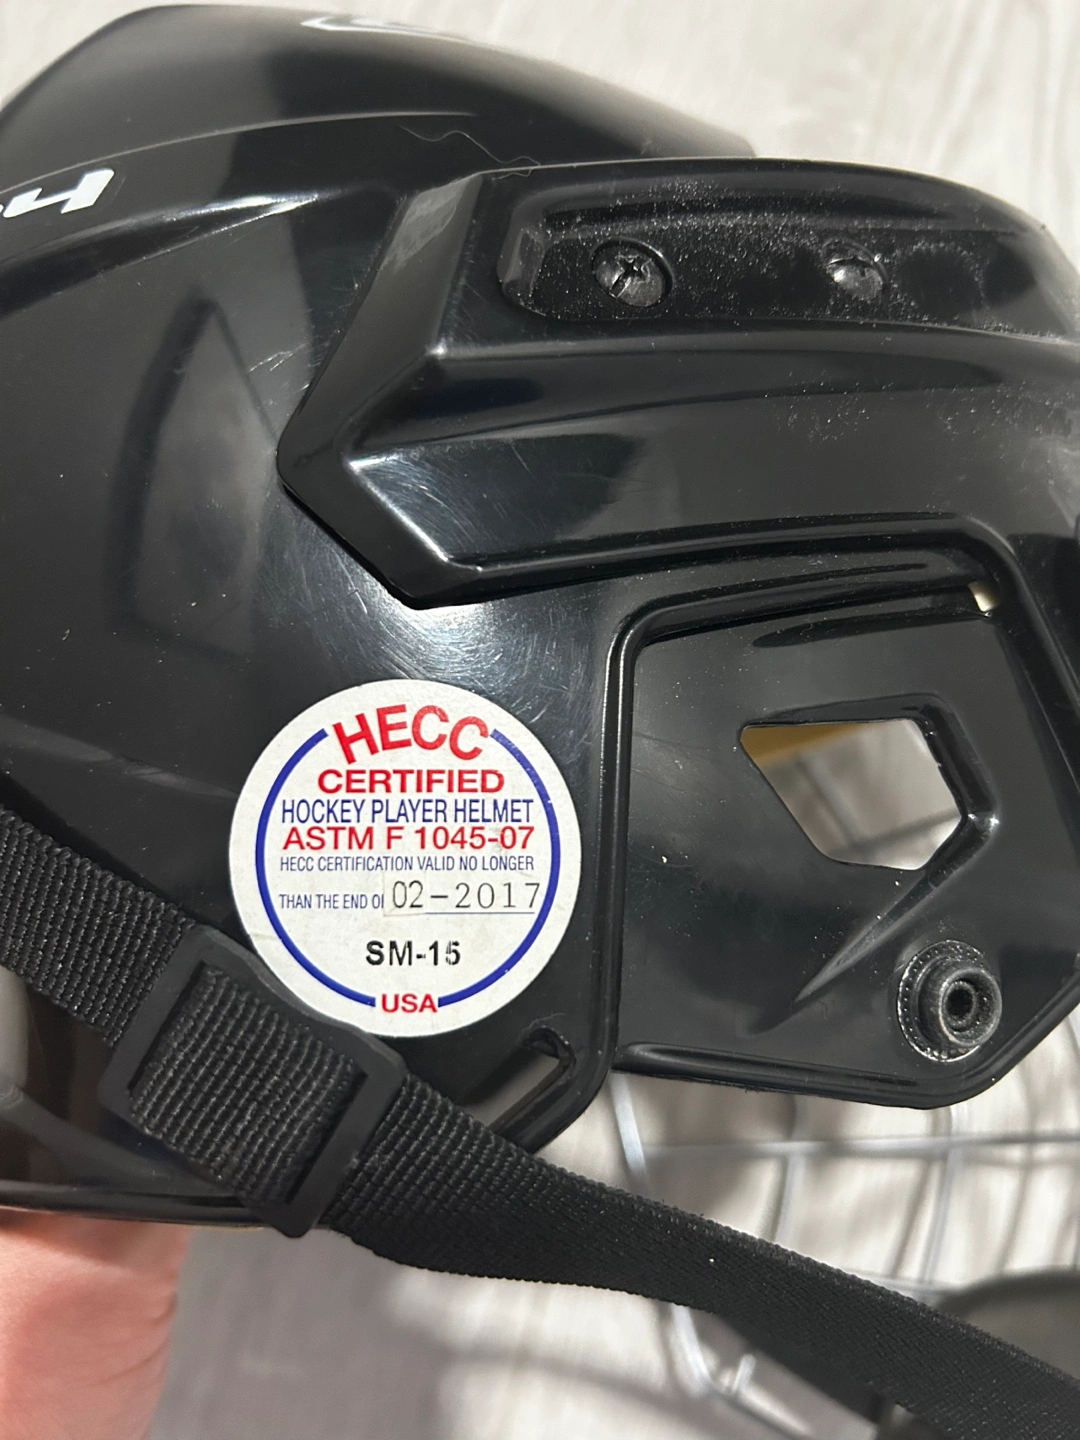 HECC
CERTIFIED
HOCKEY PLAYER HELMET
ASTM F 1045-07
HECC CERTIFICATION VALID NO LONGER
THAN THE END OF 02-2017
SM-15
USA